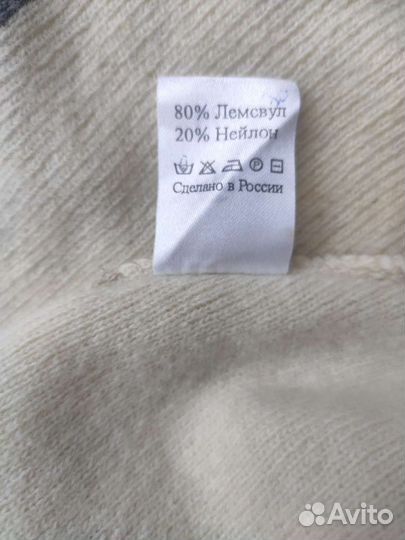 80% Лемсвул
20% Нейлон
Сделано в России
Avito